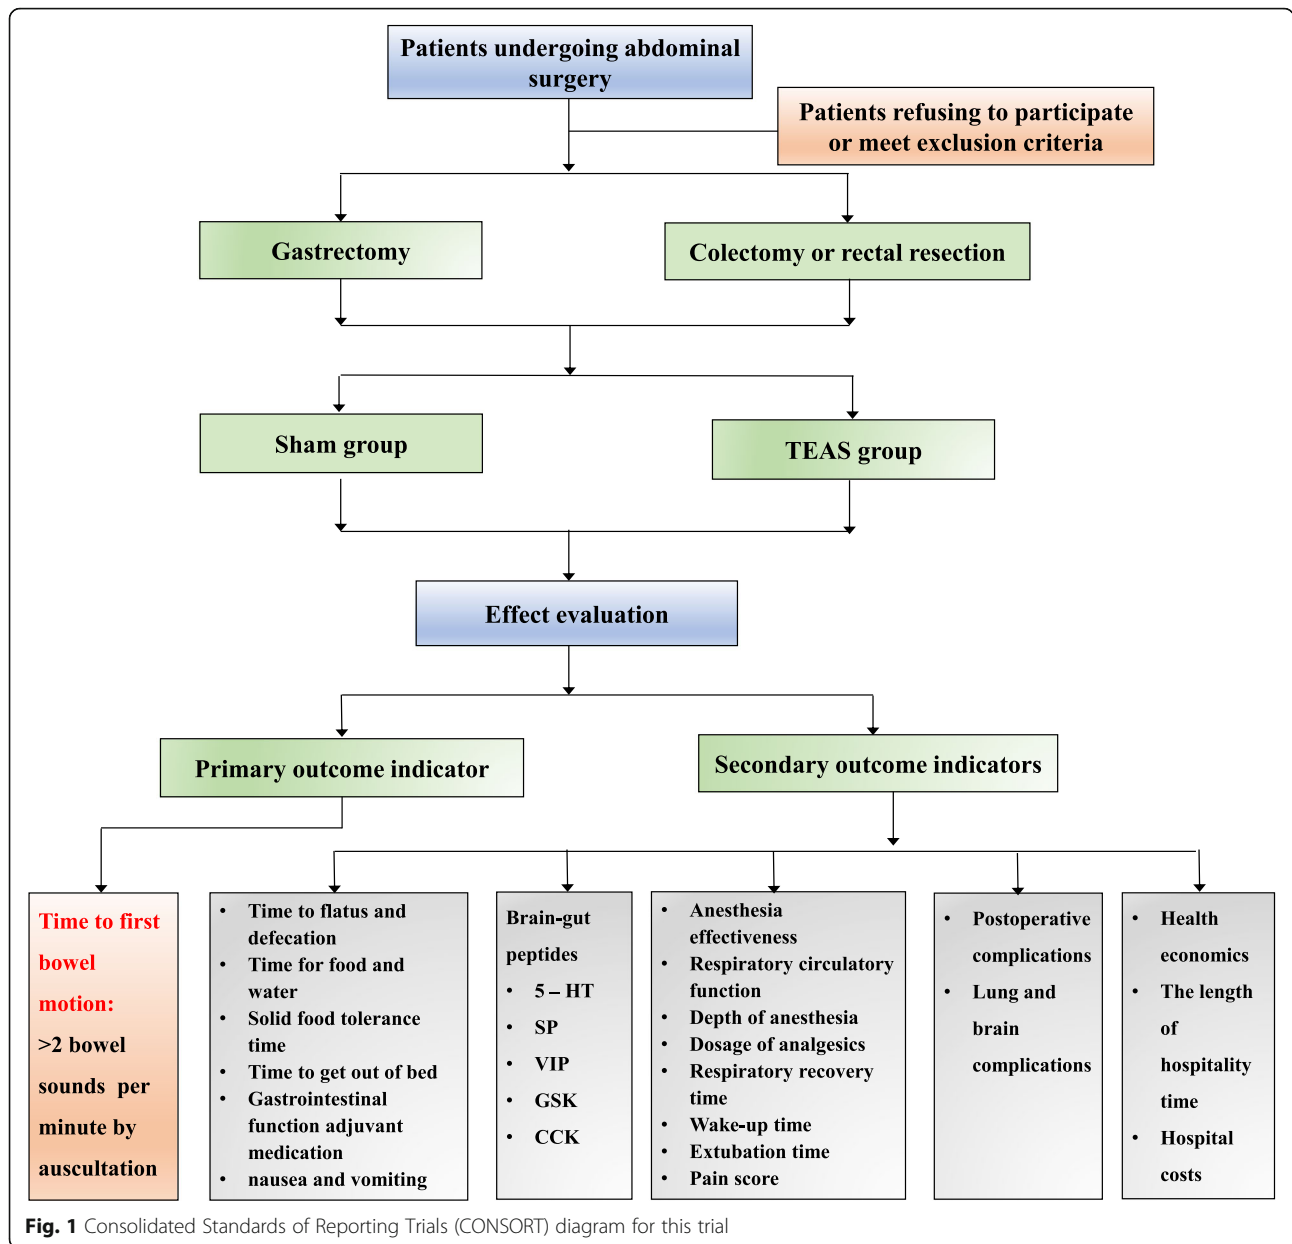 Patients undergoing abdominal
surgery
Patients refusing to participate
or meet exclusion criteria
Gastrectomy
Colectomy or rectal resection
Sham group
TEAS group
Effect evaluation
Primary outcome indicator
Secondary outcome indicators
Time to first
bowel
motion:
>2 bowel
sounds per
minute by
auscultation
• Time to flatus and
defecation
• Time for food and
water
• Solid food tolerance
time
• Time to get out of bed
• Gastrointestinal
function adjuvant
medication
• nausea and vomiting
Brain-gut
peptides
• 5 – HT
• SP
• VIP
• GSK
• CCK
• Anesthesia
effectiveness
• Respiratory circulatory
function
• Depth of anesthesia
• Dosage of analgesics
• Respiratory recovery
time
• Wake-up time
• Extubation time
• Pain score
• Postoperative
complications
• Lung and
brain
complications
• Health
economics
• The length
of
hospitality
time
• Hospital
costs
Fig. 1 Consolidated Standards of Reporting Trials (CONSORT) diagram for this trial